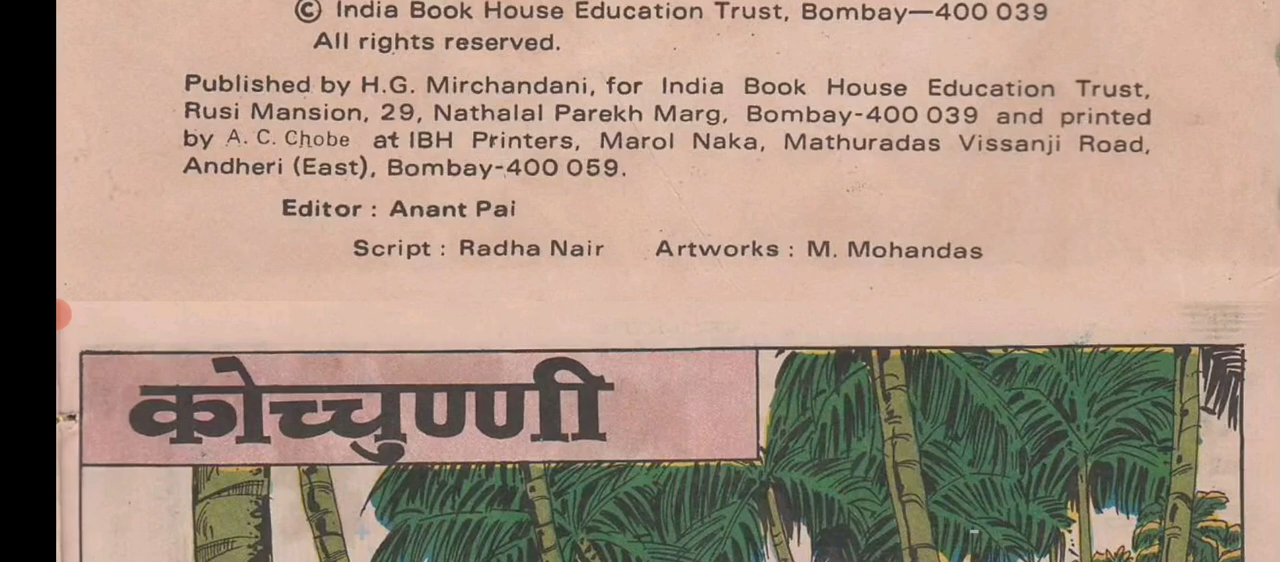 © India Book House Education Trust, Bombay—400 039
All rights reserved.
Published by H.G. Mirchandani, for India Book House Education Trust,
Rusi Mansion, 29, Nathalal Parekh Marg, Bombay-400 039 and printed
by A. C. Chobe at IBH Printers, Marol Naka, Mathuradas Vissanji Road,
Andheri (East), Bombay-400 059.
Editor : Anant Pai
Script : Radha Nair Artworks : M. Mohandas
कोच्चुण्णी